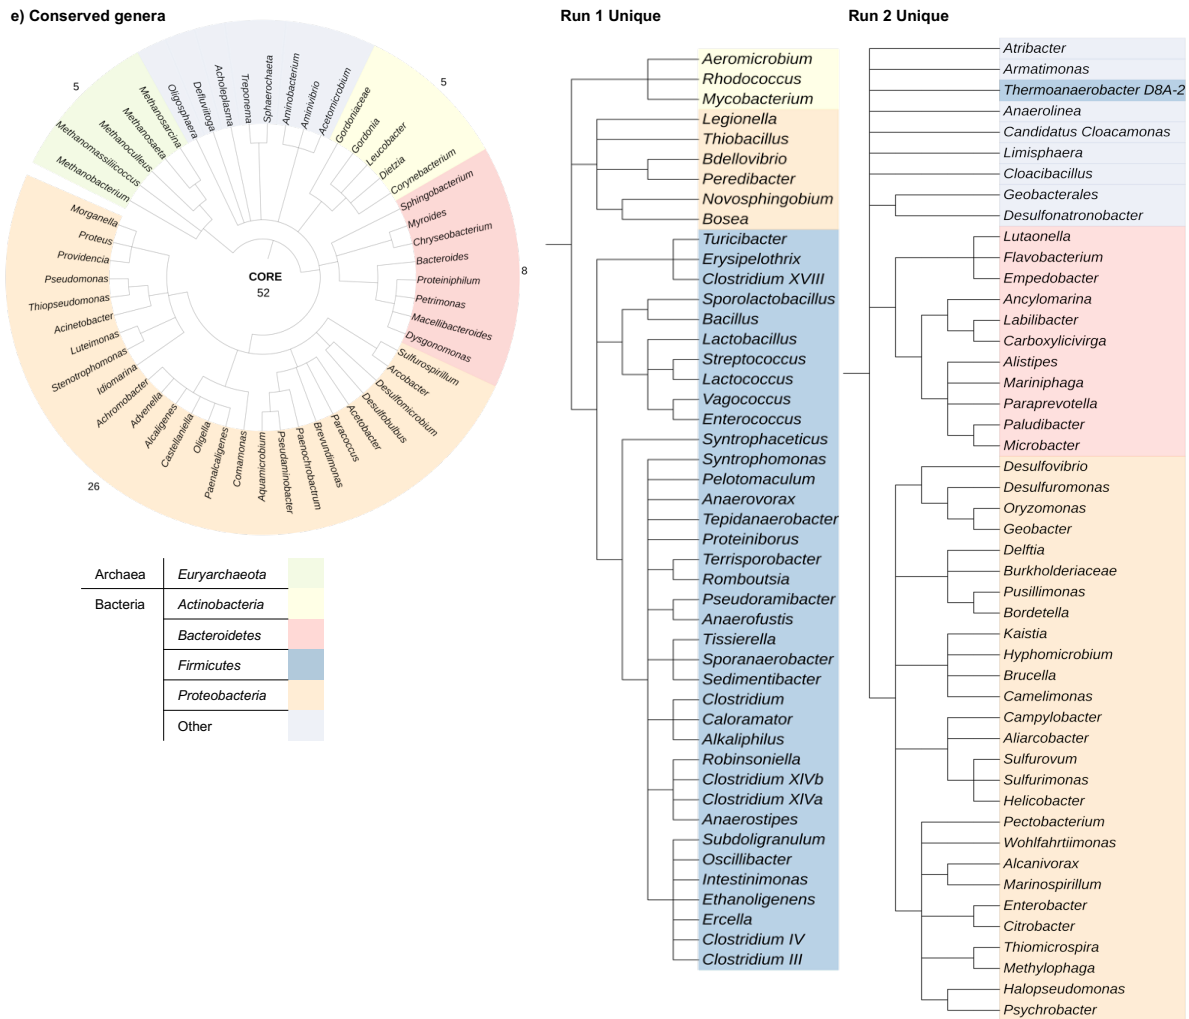 e) Conserved genera
Run 1 Unique
Run 2 Unique
5
5
8
26
CORE
52
Methanobacterium
Methanomassiliicoccus
Methanoculleus
Methanosaeta
Methanosarcina
Oligosphaera
Defluviitoga
Acholeplasma
Treponema
Sphaerochaeta
Aminobacterium
Aminivibrio
Acetomicrobium
Gordoniaceae
Gordonia
Leucobacter
Dietzia
Corynebacterium
Sphingobacterium
Myroides
Chryseobacterium
Bacteroides
Proteiniphilum
Petrimonas
Macellibacteroides
Dysgonomonas
Sulfurospirillum
Arcobacter
Desulfomicrobium
Desulfobulbus
Acetobacter
Paracoccus
Brevundimonas
Paenochrobactrum
Pseudaminobacter
Aquamicrobium
Comamonas
Paenalcaligenes
Oligella
Castellaniella
Alcaligenes
Advenella
Achromobacter
Idiomarina
Stenotrophomonas
Luteimonas
Acinetobacter
Thiopseudomonas
Pseudomonas
Providencia
Proteus
Morganella
Archaea
Euryarchaeota
Bacteria
Actinobacteria
Bacteroidetes
Firmicutes
Proteobacteria
Other
Aeromicrobium
Rhodococcus
Mycobacterium
Legionella
Thiobacillus
Bdellovibrio
Peredibacter
Novosphingobium
Bosea
Turicibacter
Erysipelothrix
Clostridium XVIII
Sporolactobacillus
Bacillus
Lactobacillus
Streptococcus
Lactococcus
Vagococcus
Enterococcus
Syntrophaceticus
Syntrophomonas
Pelotomaculum
Anaerovorax
Tepidanaerobacter
Proteiniborus
Terrisporobacter
Romboutsia
Pseudoramibacter
Anaerofustis
Tissierella
Sporanaerobacter
Sedimentibacter
Clostridium
Caloramator
Alkaliphilus
Robinsoniella
Clostridium XlVb
Clostridium XlVa
Anaerostipes
Subdoligranulum
Oscillibacter
Intestinimonas
Ethanoligenens
Ercella
Clostridium IV
Clostridium III
Atribacter
Armatimonas
Thermoanaerobacter D8A-2
Anaerolinea
Candidatus Cloacamonas
Limisphaera
Cloacibacillus
Geobacterales
Desulfonatronobacter
Lutaonella
Flavobacterium
Empedobacter
Ancylomarina
Labilibacter
Carboxylicivirga
Alistipes
Mariniphaga
Paraprevotella
Paludibacter
Microbacter
Desulfovibrio
Desulfuromonas
Oryzomonas
Geobacter
Delftia
Burkholderiaceae
Pusillimonas
Bordetella
Kaistia
Hyphomicrobium
Brucella
Camelimonas
Campylobacter
Aliarcobacter
Sulfurovum
Sulfurimonas
Helicobacter
Pectobacterium
Wohlfahrtiimonas
Alcanivorax
Marinospirillum
Enterobacter
Citrobacter
Thiomicrospira
Methylophaga
Halopseudomonas
Psychrobacter